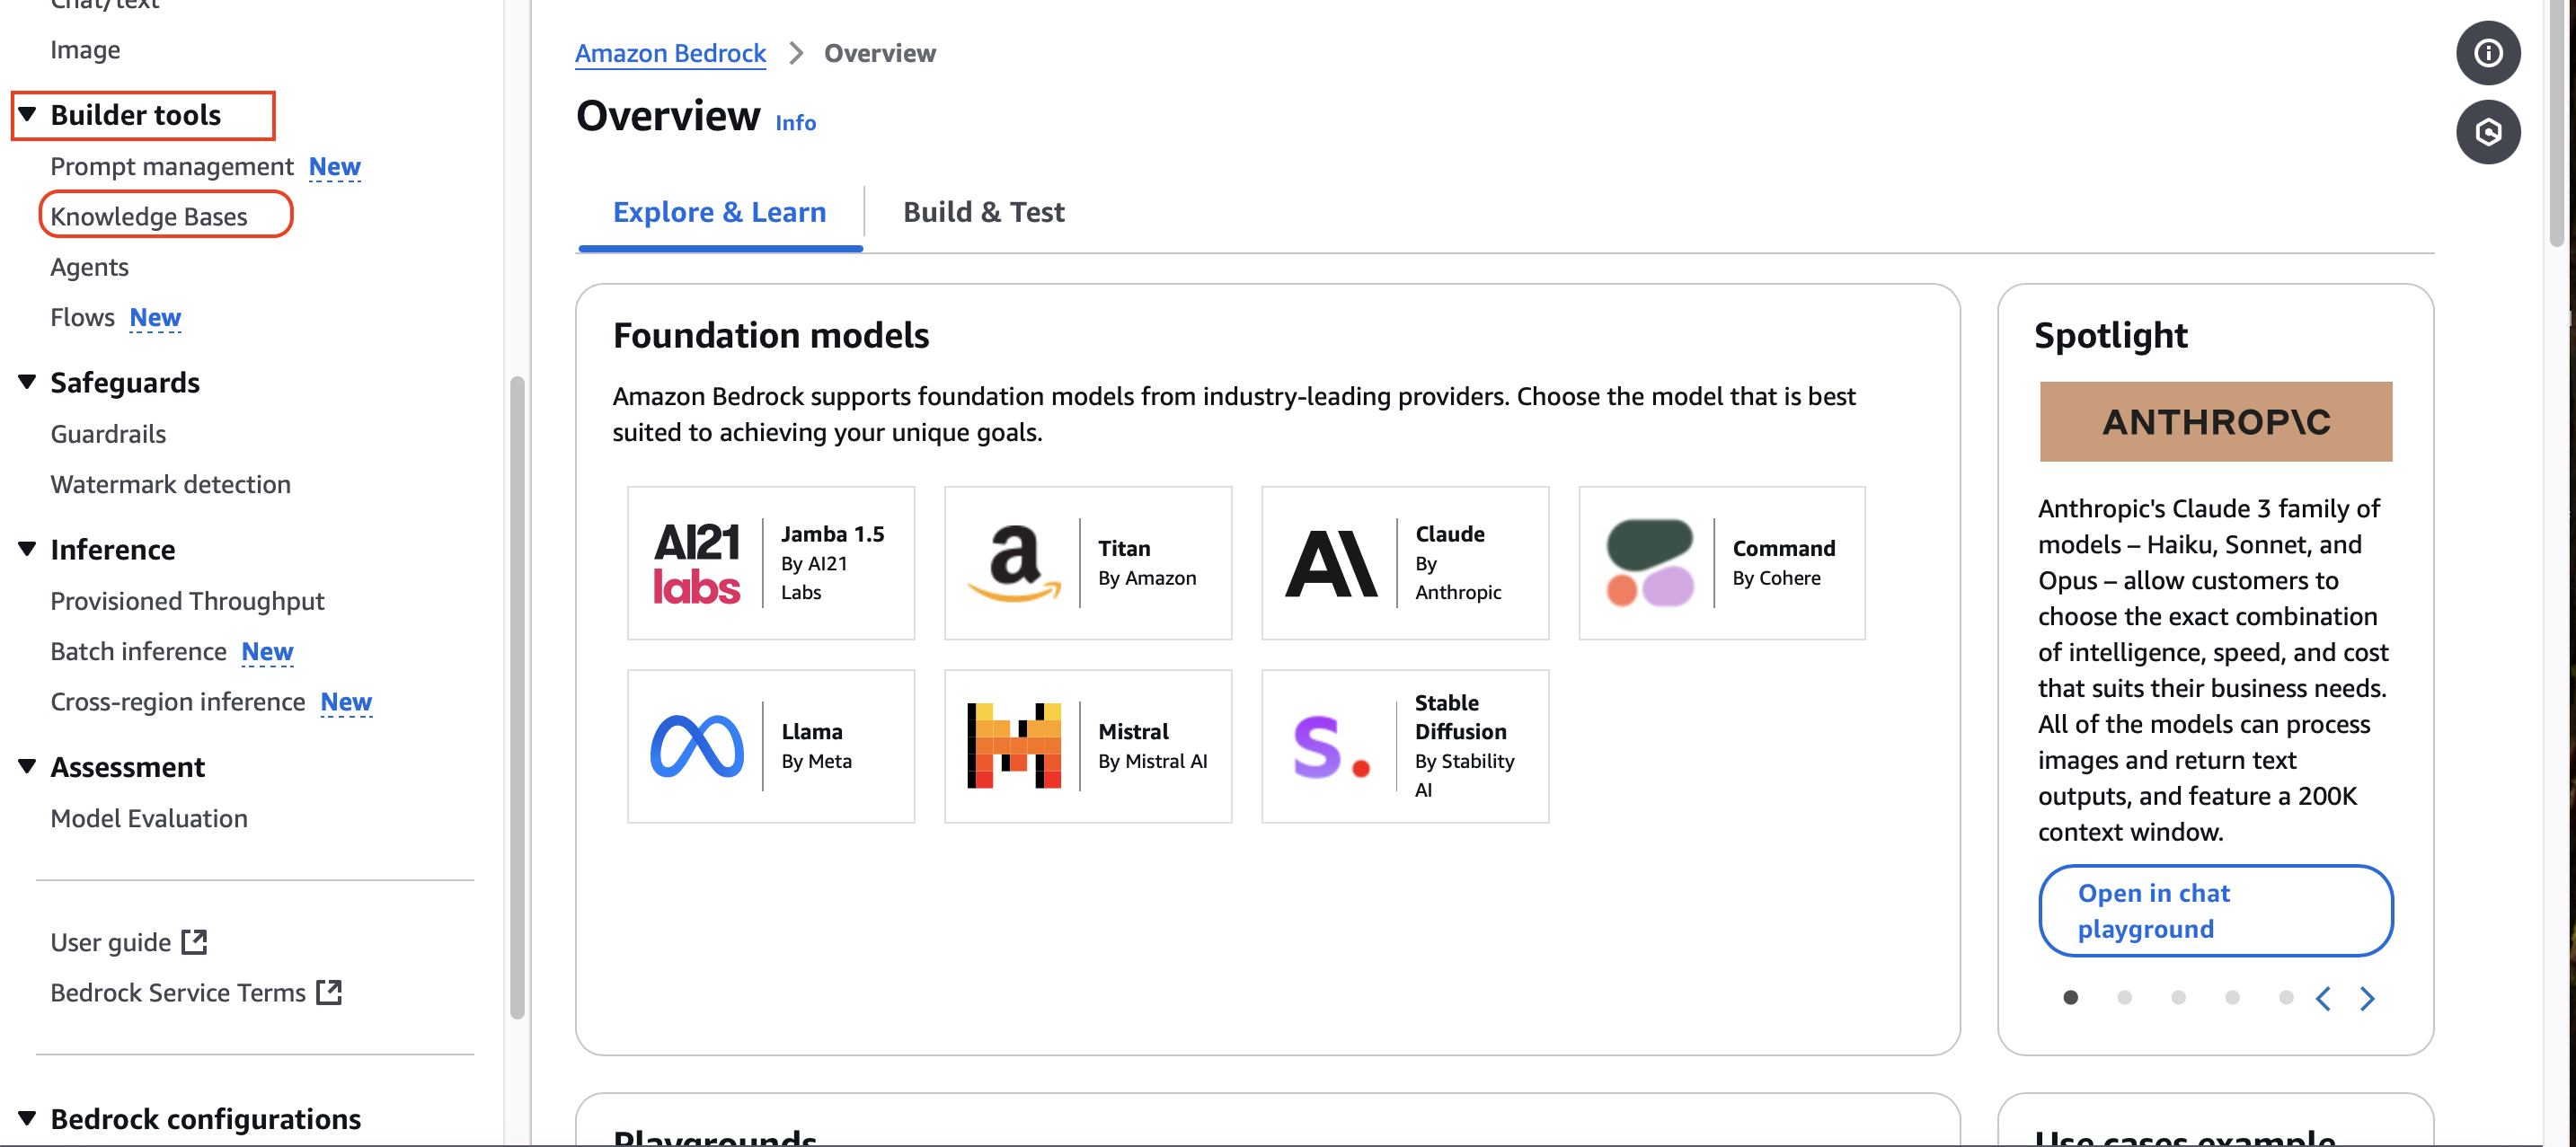 Chat/text
Image
Builder tools
Prompt management New
Knowledge Bases
Agents
Flows New
Safeguards
Guardrails
Watermark detection
Inference
Provisioned Throughput
Batch inference New
Cross-region inference New
Assessment
Model Evaluation
User guide
Bedrock Service Terms
Bedrock configurations
Amazon Bedrock > Overview
Overview Info
Explore & Learn
Build & Test
Foundation models
Amazon Bedrock supports foundation models from industry-leading providers. Choose the model that is best
suited to achieving your unique goals.
AI21
labs
Jamba 1.5
By AI21
Labs
a
Titan
By Amazon
A\
Claude
By
Anthropic
Command
By Cohere
Llama
By Meta
Mistral
By Mistral AI
S.
Stable
Diffusion
By Stability
AI
Spotlight
ANTHROP\C
Anthropic's Claude 3 family of
models – Haiku, Sonnet, and
Opus – allow customers to
choose the exact combination
of intelligence, speed, and cost
that suits their business needs.
All of the models can process
images and return text
outputs, and feature a 200K
context window.
Open in chat
playground
Playgrounds
Use cases example